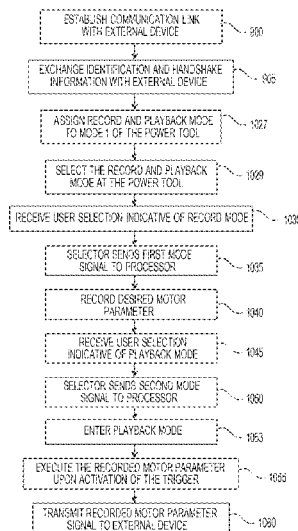 ESTABLISH COMMUNICATION LINK
WITH EXTERNAL DEVICE
900
EXCHANGE IDENTIFICATION AND HANDSHAKE
INFORMATION WITH EXTERNAL DEVICE
905
ASSIGN RECORD AND PLAYBACK MODE
TO MODE 1 OF THE POWER TOOL
1027
SELECT THE RECORD AND PLAYBACK
MODE AT THE POWER TOOL
1029
RECEIVE USER SELECTION INDICATIVE OF RECORD MODE
SELECTOR SENDS FIRST MODE
SIGNAL TO PROCESSOR
1035
RECORD DESIRED MOTOR
PARAMETER
1040
RECEIVE USER SELECTION
INDICATIVE OF PLAYBACK MODE
1045
SELECTOR SENDS SECOND MODE
SIGNAL TO PROCESSOR
1050
ENTER PLAYBACK MODE
1053
EXECUTE THE RECORDED MOTOR PARAMETER
UPON ACTIVATION OF THE TRIGGER
1055
TRANSMIT RECORDED MOTOR PARAMETER
SIGNAL TO EXTERNAL DEVICE
1060